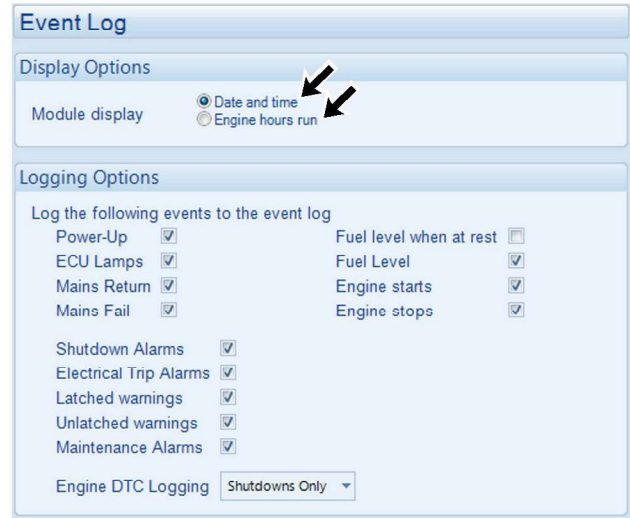 Event Log
Display Options
Module display
Date and time
Engine hours run
Logging Options
Log the following events to the event log
Power-Up
Fuel level when at rest
ECU Lamps
Fuel Level
Mains Return
Engine starts
Mains Fail
Engine stops
Shutdown Alarms
Electrical Trip Alarms
Latched warnings
Unlatched warnings
Maintenance Alarms
Engine DTC Logging
Shutdowns Only